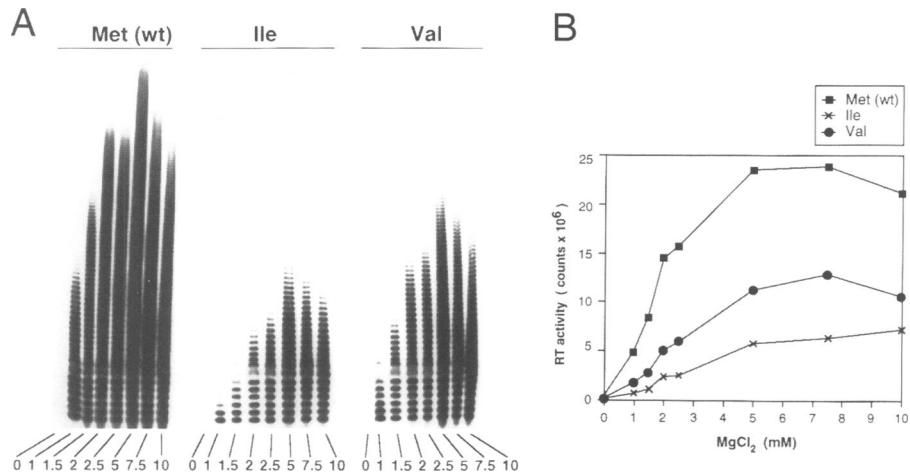 A
Met (wt) Ile Val
0 1 1.5 2 2.5 5 7.5 10 0 1 1.5 2 2.5 5 7.5 10 0 1 1.5 2 2.5 5 7.5 10
B
Met (wt)
Ile
Val
RT activity ( counts x 10⁶)
25
20
15
10
5
0
0 1 2 3 4 5 6 7 8 9 10
MgCl₂ (mM)